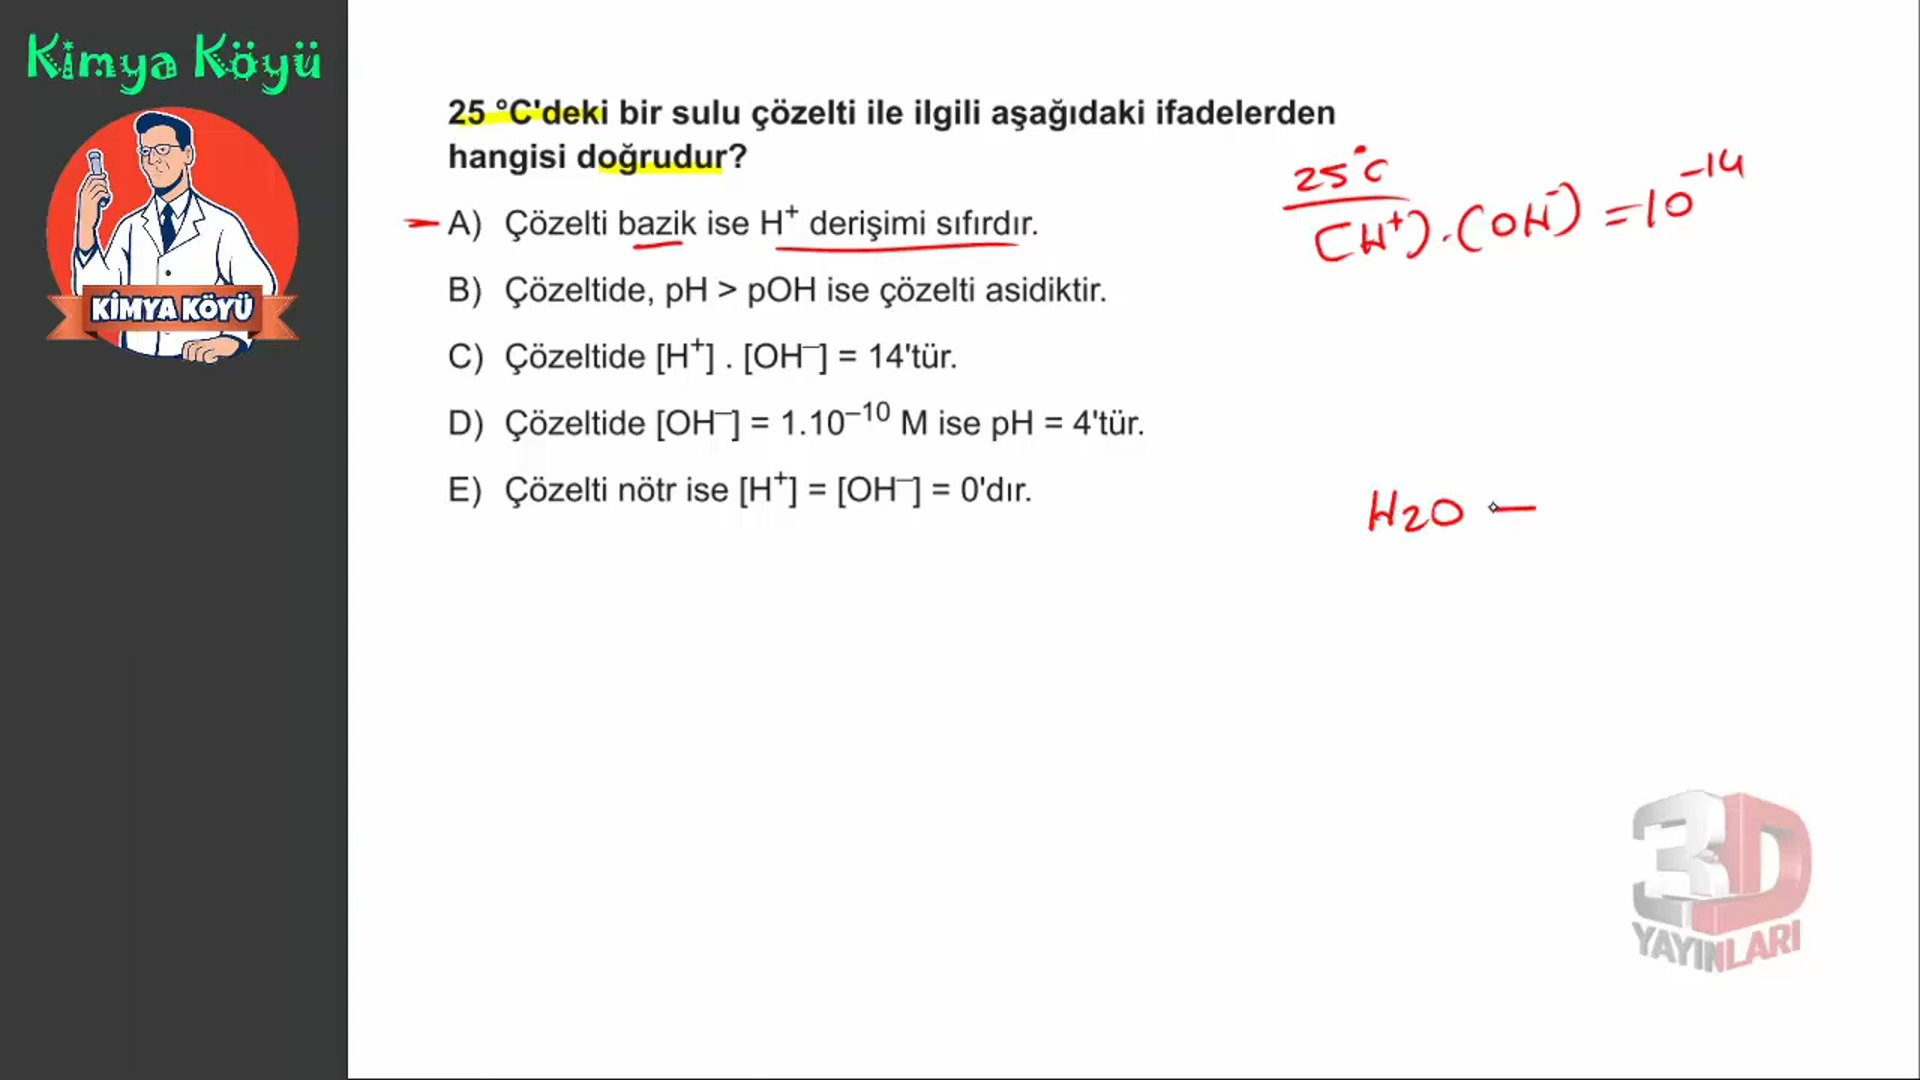 Kimya Köyü
KİMYA KÖYÜ
25 °C'deki bir sulu çözelti ile ilgili aşağıdaki ifadelerden
hangisi doğrudur?
A) Çözelti bazik ise H⁺ derişimi sıfırdır.
B) Çözeltide, pH > pOH ise çözelti asidiktir.
C) Çözeltide [H⁺] . [OH⁻] = 14'tür.
D) Çözeltide [OH⁻] = 1.10⁻¹⁰ M ise pH = 4'tür.
E) Çözelti nötr ise [H⁺] = [OH⁻] = 0'dır.
25°C
(H⁺).(OH⁻) = 10⁻¹⁴
H₂O
3D
YAYINLARI